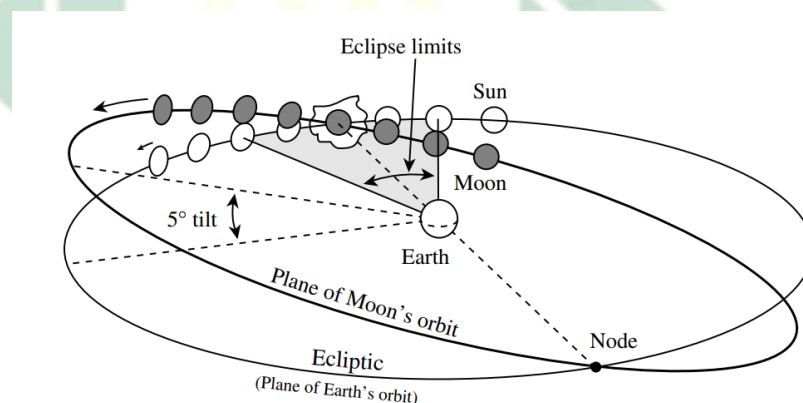 Eclipse limits
Sun
Moon
5° tilt
Earth
Plane of Moon's orbit
Node
Ecliptic
(Plane of Earth's orbit)